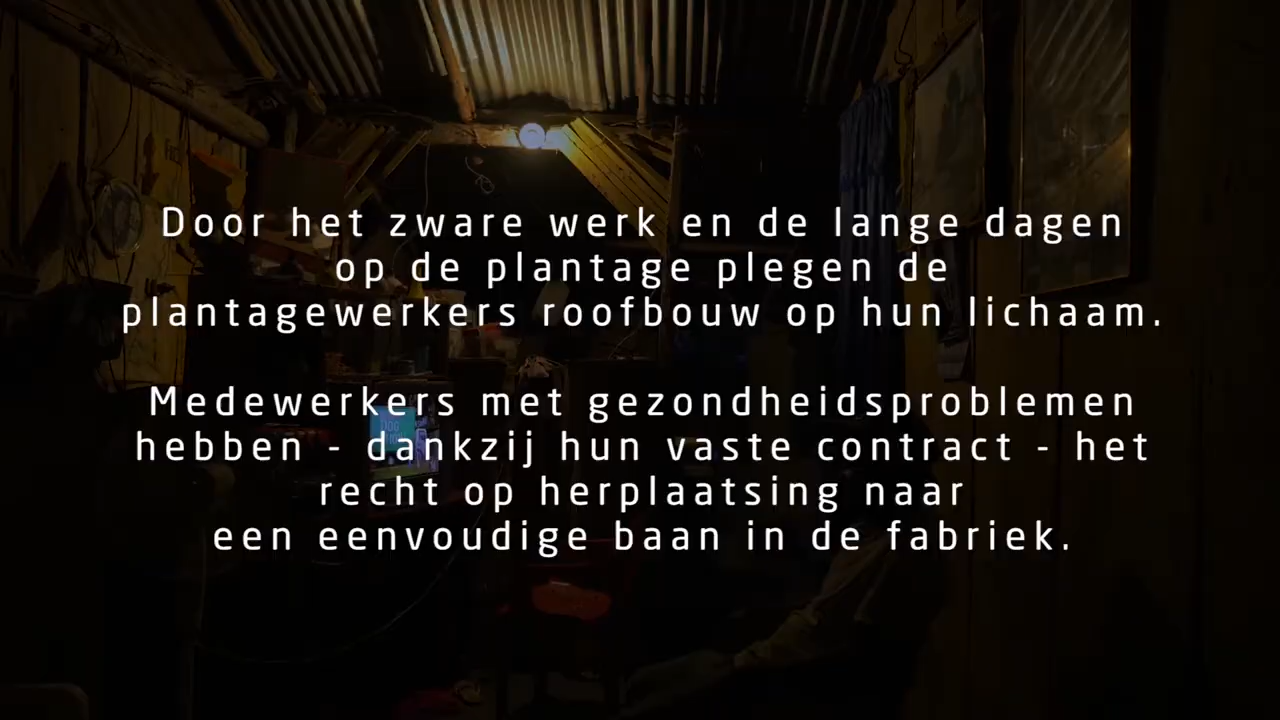 Door het zware werk en de lange dagen
op de plantage plegen de
plantagewerkers roofbouw op hun lichaam.
Medewerkers met gezondheidsproblemen
hebben - dankzij hun vaste contract - het
recht op herplaatsing naar
een eenvoudige baan in de fabriek.